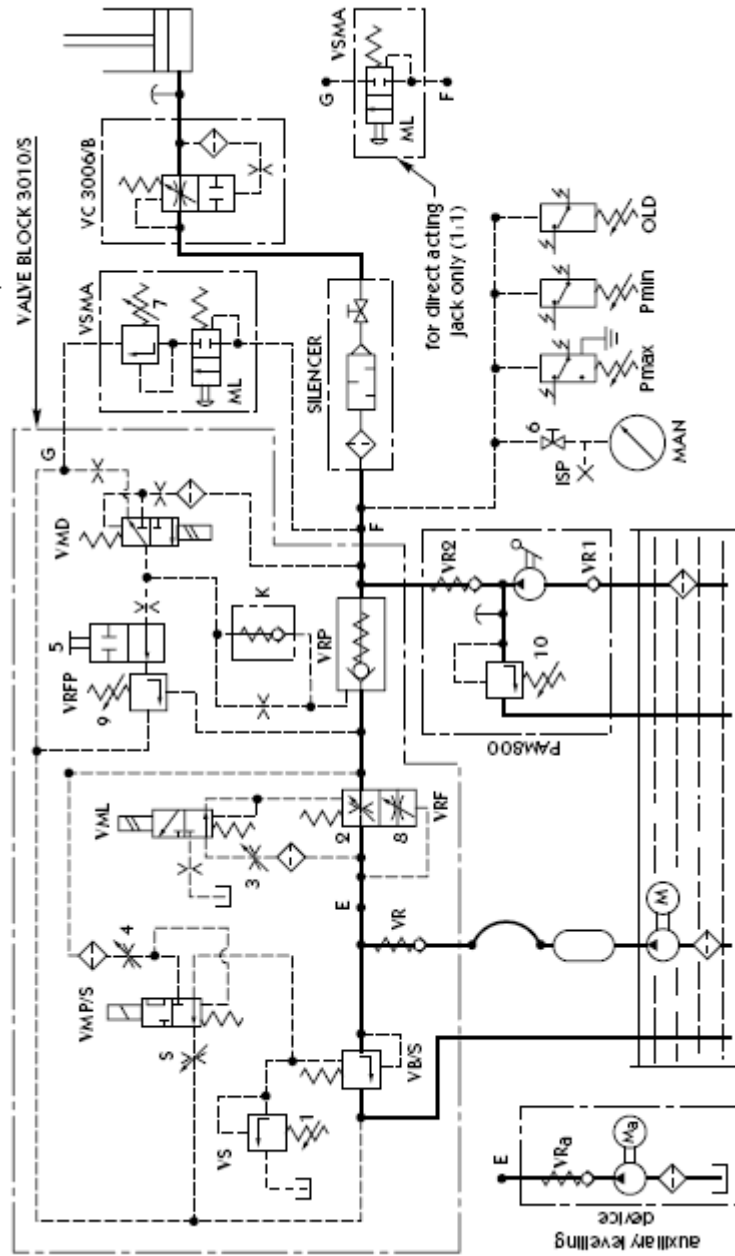 VALVE BLOCK 3010/S
VC 3006/B
VSMA
7
ML
G
VSMA
G
ML
F
for direct acting
jack only (1:1)
SILENCER
VMD
5
VRFP
9
K
VRP
F
VML
3
2
8
VRF
4
VMP/S
S
VS
1
VB/S
E
VR
VR2
VR1
10
PAM800
6
ISP
MAN
Pmax
Pmin
OLD
M
E
VRa
Ma
auxiliary levelling
device